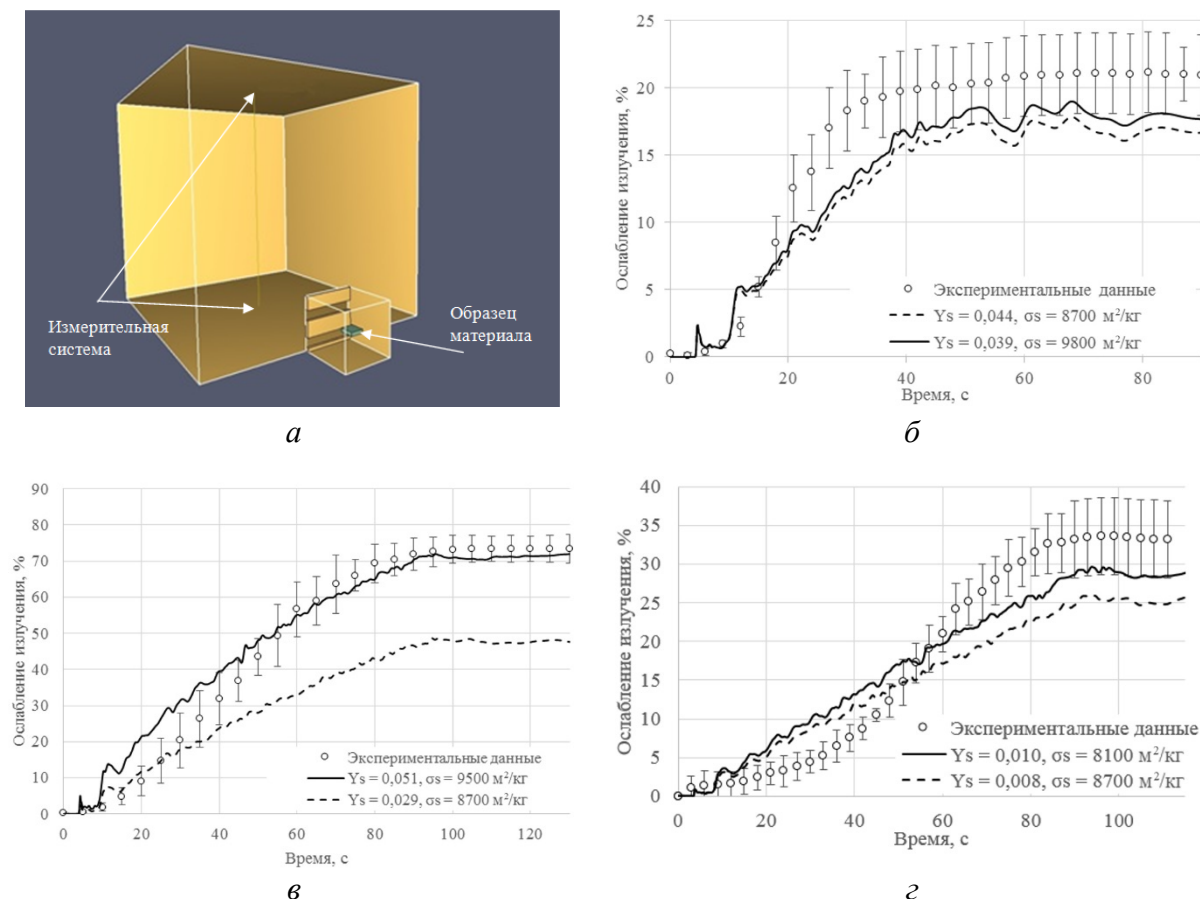 Измерительная
система
Образец
материала
а
Ослабление излучения, %
25
20
15
10
5
0
0 20 40 60 80
Время, с
Экспериментальные данные
Ys = 0,044, σs = 8700 м²/кг
Ys = 0,039, σs = 9800 м²/кг
б
Ослабление излучения, %
90
80
70
60
50
40
30
20
10
0
0 20 40 60 80 100 120
Время, с
Экспериментальные данные
Ys = 0,051, σs = 9500 м²/кг
Ys = 0,029, σs = 8700 м²/кг
в
Ослабление излучения, %
40
35
30
25
20
15
10
5
0
0 20 40 60 80 100
Время, с
Экспериментальные данные
Ys = 0,010, σs = 8100 м²/кг
Ys = 0,008, σs = 8700 м²/кг
г